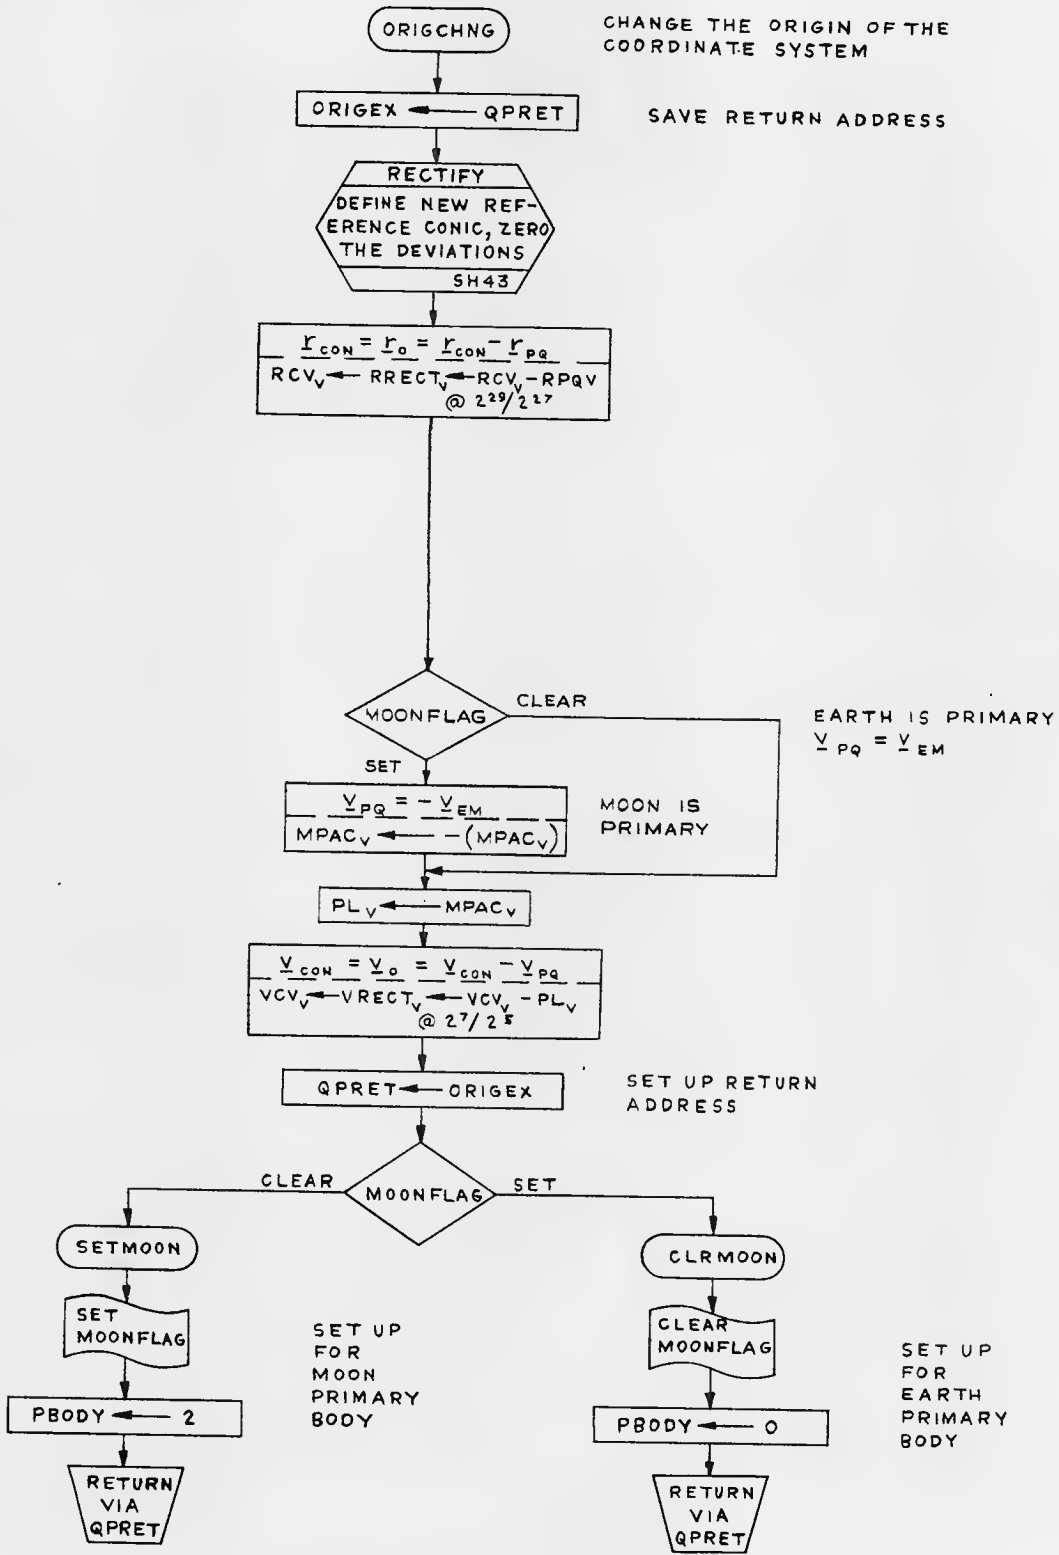 ORIGCHNG
CHANGE THE ORIGIN OF THE
COORDINATE SYSTEM
ORIGEX ← QPRET
SAVE RETURN ADDRESS
RECTIFY
DEFINE NEW REF-
ERENCE CONIC, ZERO
THE DEVIATIONS
SH43
r_CON = r_O = r_CON - r_PQ
RCV_V ← RRECT_V ← RCV_V - RPQV
@ 2^29/2^27
MOONFLAG
CLEAR
EARTH IS PRIMARY
V_PQ = V_EM
SET
V_PQ = - V_EM
MPAC_V ← -(MPAC_V)
MOON IS
PRIMARY
PL_V ← MPAC_V
V_CON = V_O = V_CON - V_PQ
VCV_V ← VRECT_V ← VCV_V - PL_V
@ 2^7/2^5
QPRET ← ORIGEX
SET UP RETURN
ADDRESS
CLEAR
MOONFLAG
SET
SETMOON
CLRMOON
SET
MOONFLAG
SET UP
FOR
MOON
PRIMARY
BODY
CLEAR
MOONFLAG
SET UP
FOR
EARTH
PRIMARY
BODY
PBODY ← 2
PBODY ← 0
RETURN
VIA
QPRET
RETURN
VIA
QPRET